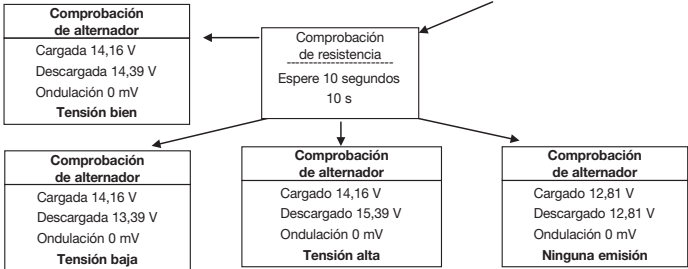 Comprobación
de alternador
Cargada 14,16 V
Descargada 14,39 V
Ondulación 0 mV
Tensión bien
Comprobación
de resistencia
Espere 10 segundos
10 s
Comprobación
de alternador
Cargada 14,16 V
Descargada 13,39 V
Ondulación 0 mV
Tensión baja
Comprobación
de alternador
Cargado 14,16 V
Descargado 15,39 V
Ondulación 0 mV
Tensión alta
Comprobación
de alternador
Cargado 12,81 V
Descargado 12,81 V
Ondulación 0 mV
Ninguna emisión